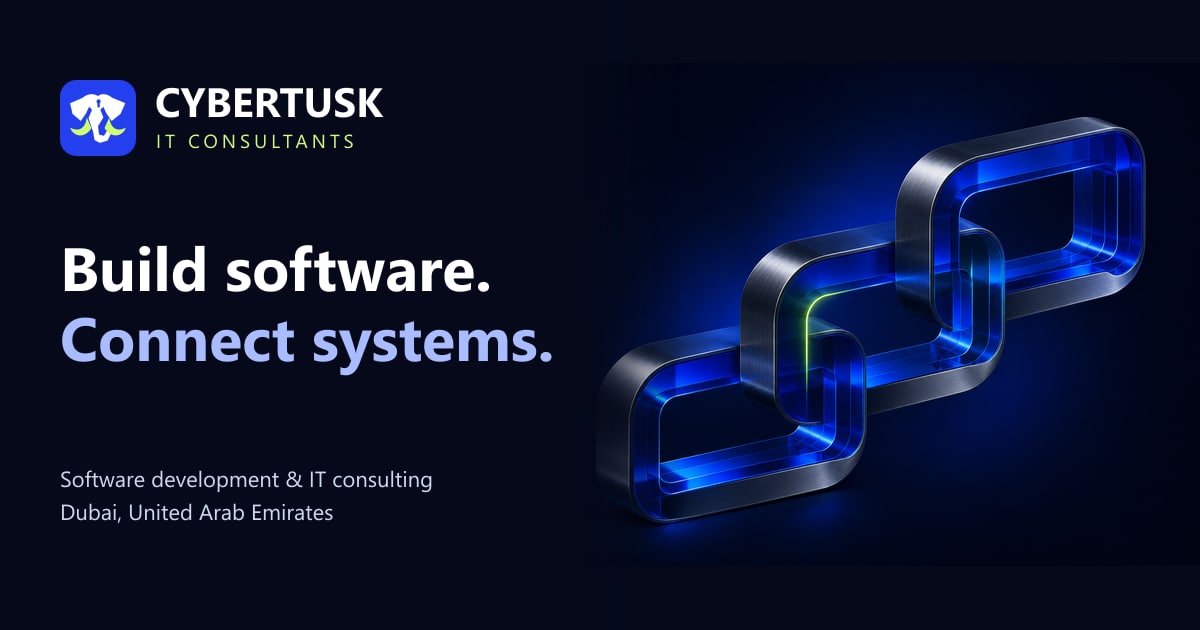 CYBERTUSK
IT CONSULTANTS
Build software.
Connect systems.
Software development & IT consulting
Dubai, United Arab Emirates